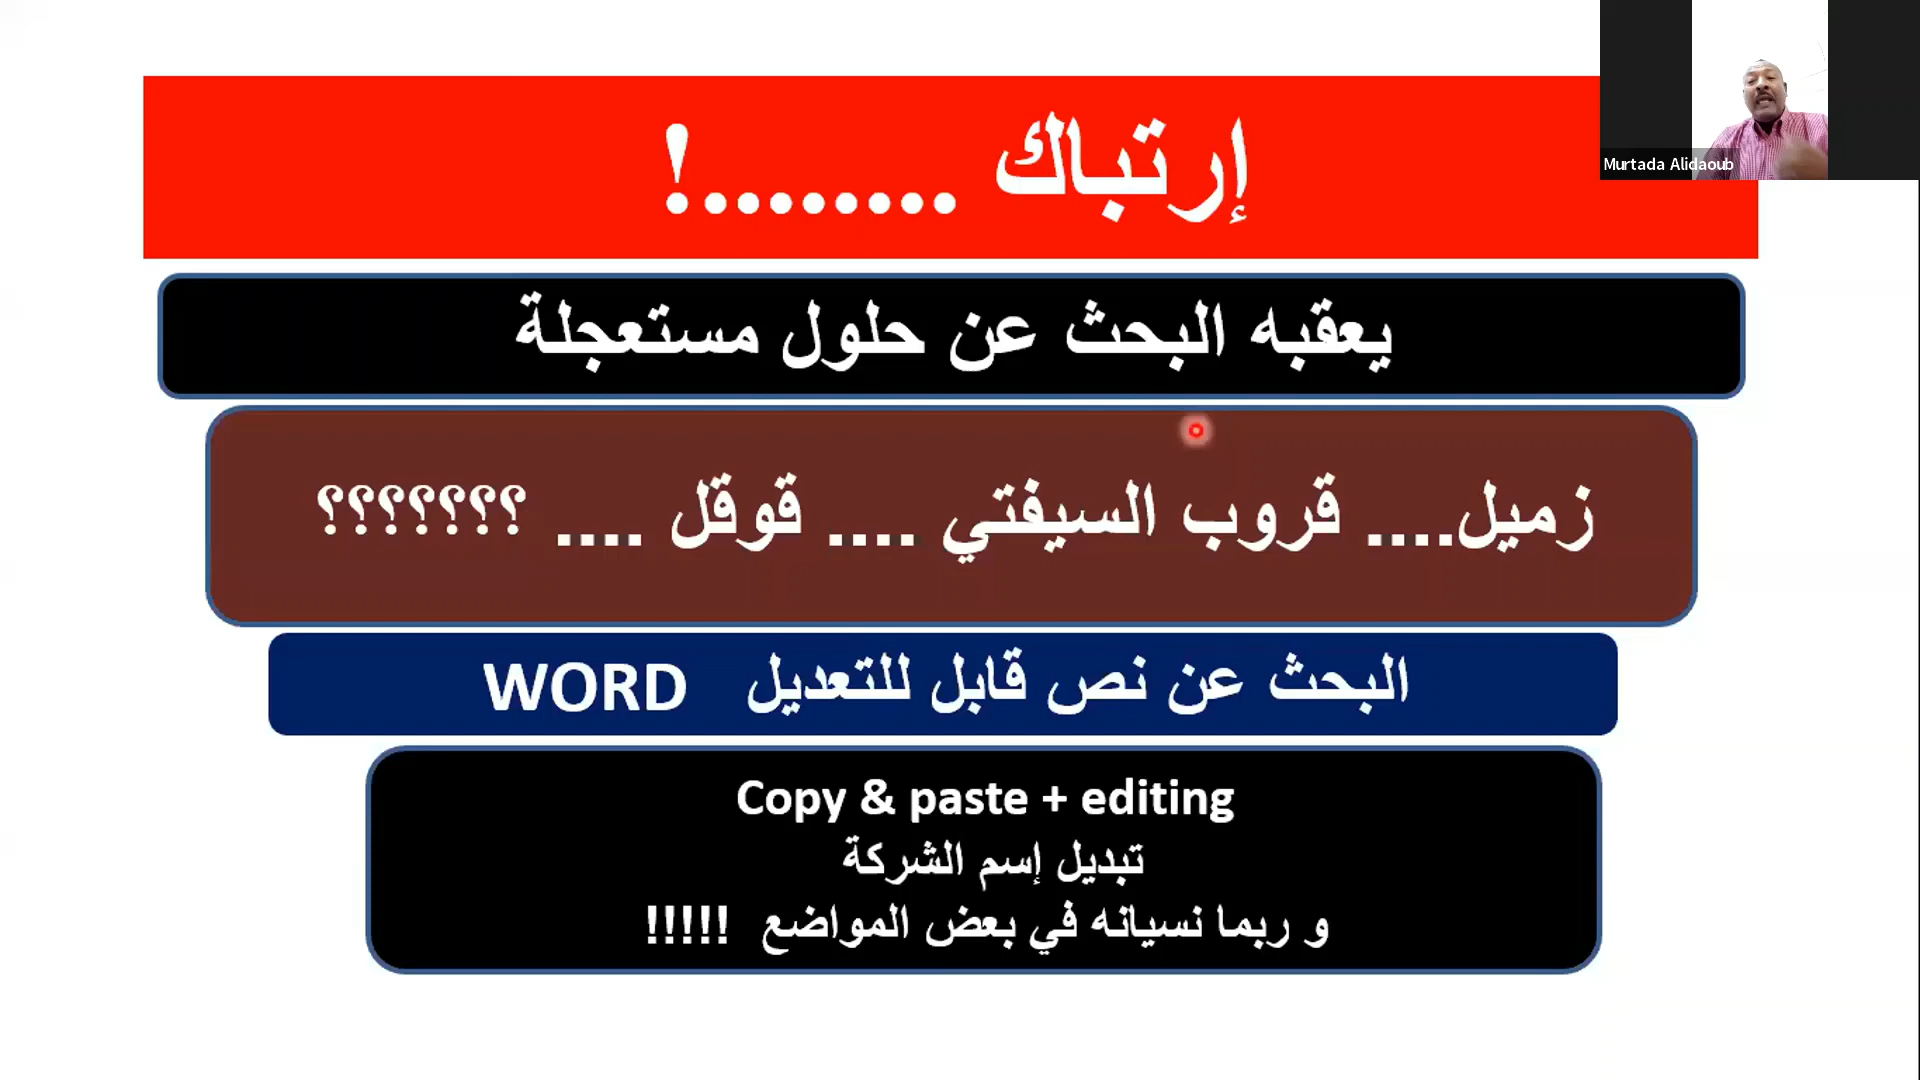 إرتباك ........!
Murtada Alidaoub
يعقبه البحث عن حلول مستعجلة
زميل.... قروب السيفتي .... قوقل .... ؟؟؟؟؟؟؟
البحث عن نص قابل للتعديل WORD
Copy & paste + editing
تبديل إسم الشركة
و ربما نسيانه في بعض المواضع !!!!!